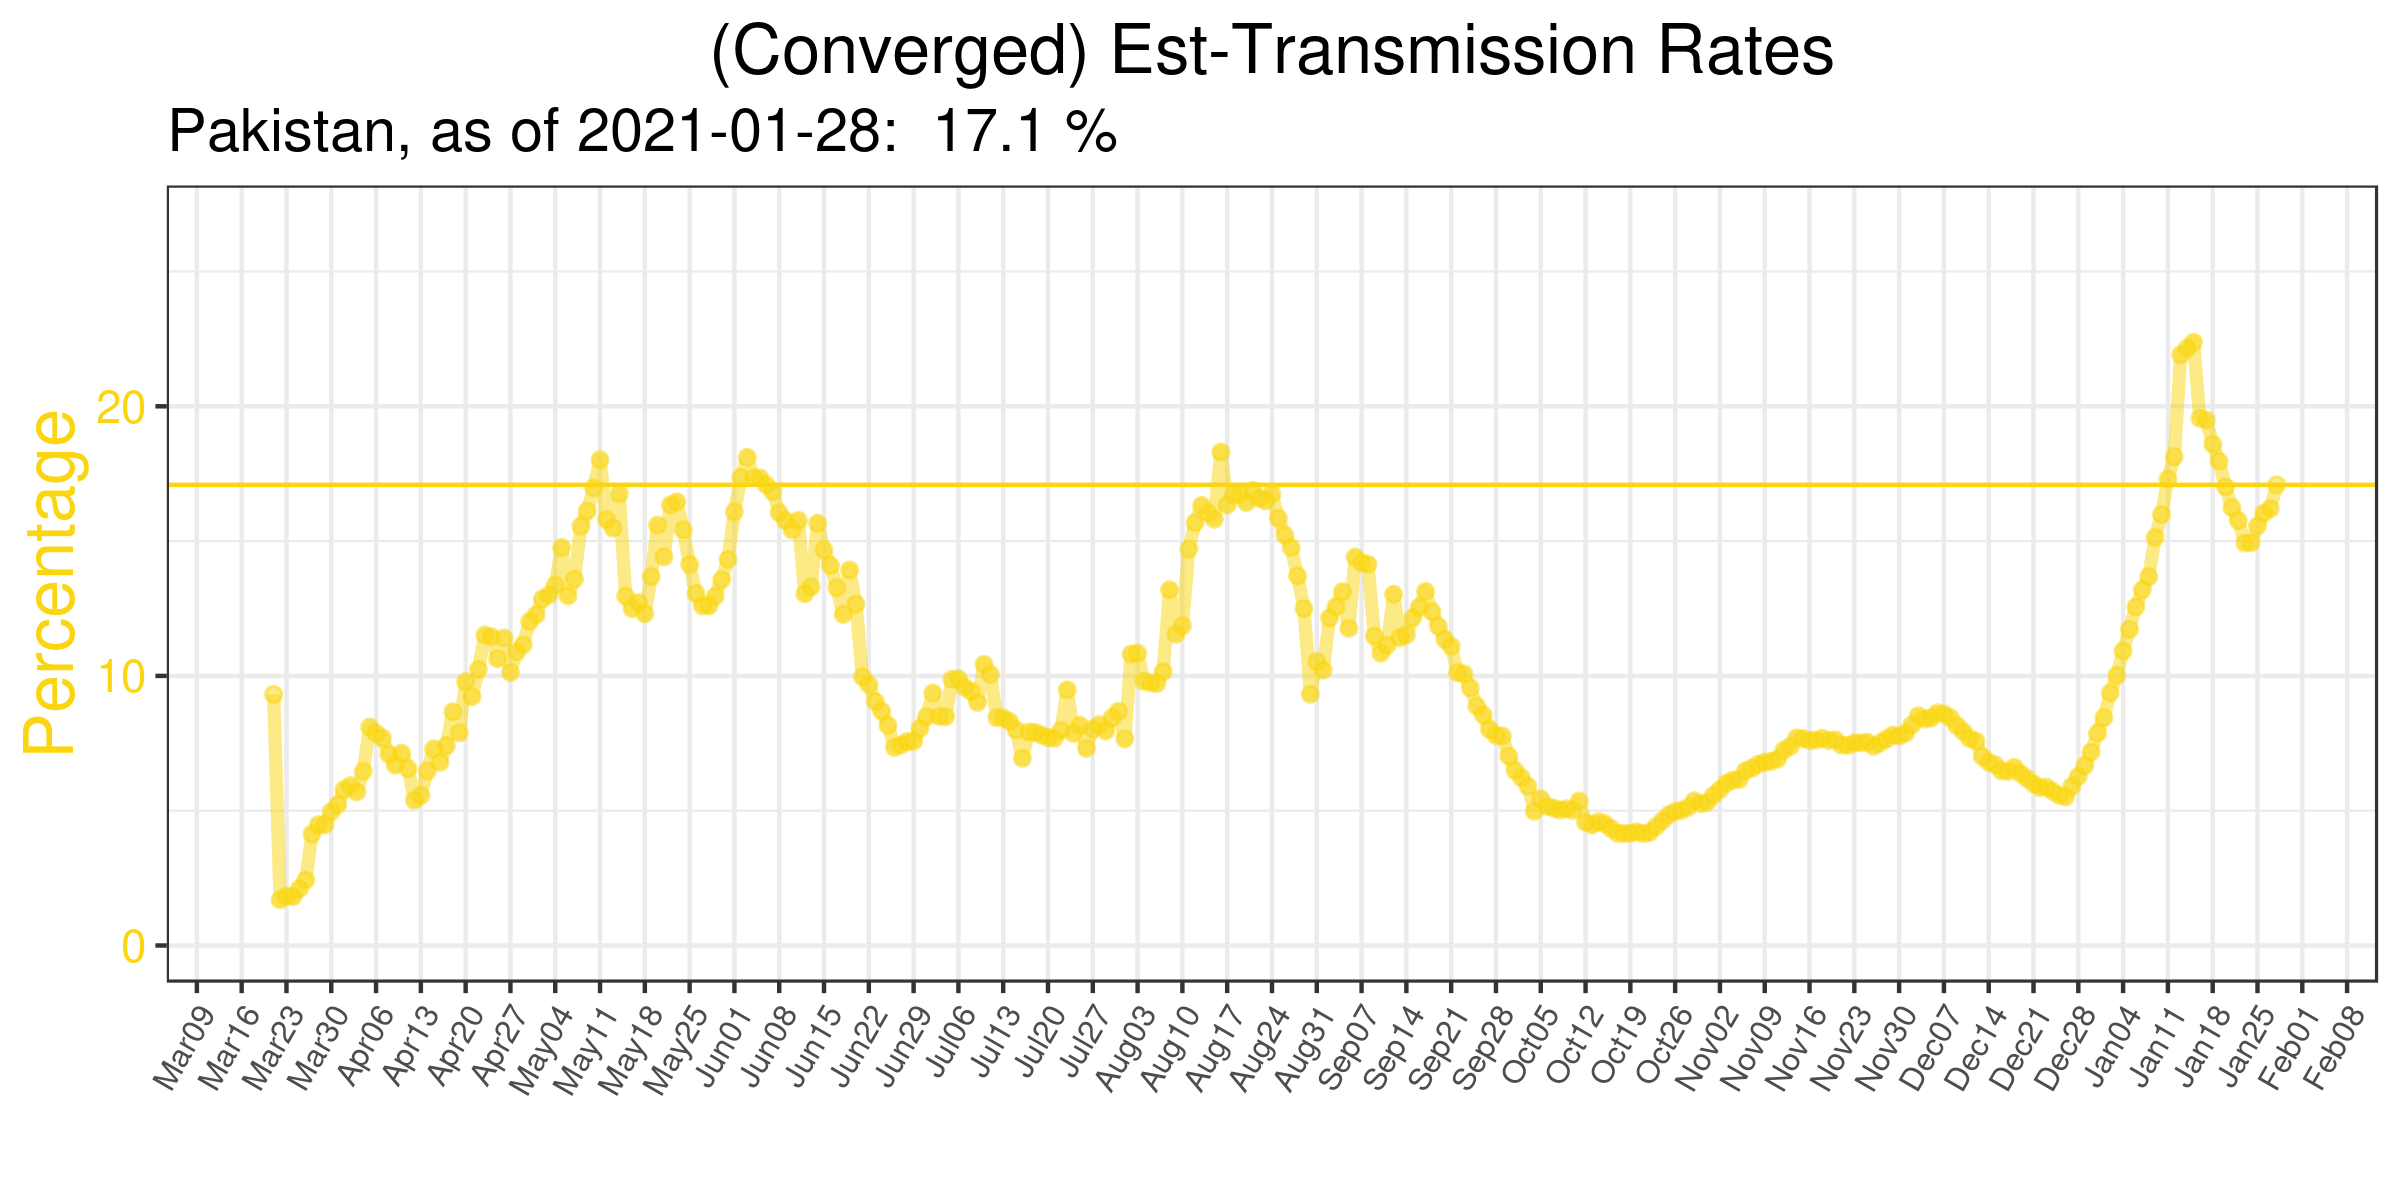 (Converged) Est-Transmission Rates
Pakistan, as of 2021-01-28:  17.1 %
Percentage
20
10
0
Mar09
Mar16
Mar23
Mar30
Apr06
Apr13
Apr20
Apr27
May04
May11
May18
May25
Jun01
Jun08
Jun15
Jun22
Jun29
Jul06
Jul13
Jul20
Jul27
Aug03
Aug10
Aug17
Aug24
Aug31
Sep07
Sep14
Sep21
Sep28
Oct05
Oct12
Oct19
Oct26
Nov02
Nov09
Nov16
Nov23
Nov30
Dec07
Dec14
Dec21
Dec28
Jan04
Jan11
Jan18
Jan25
Feb01
Feb08